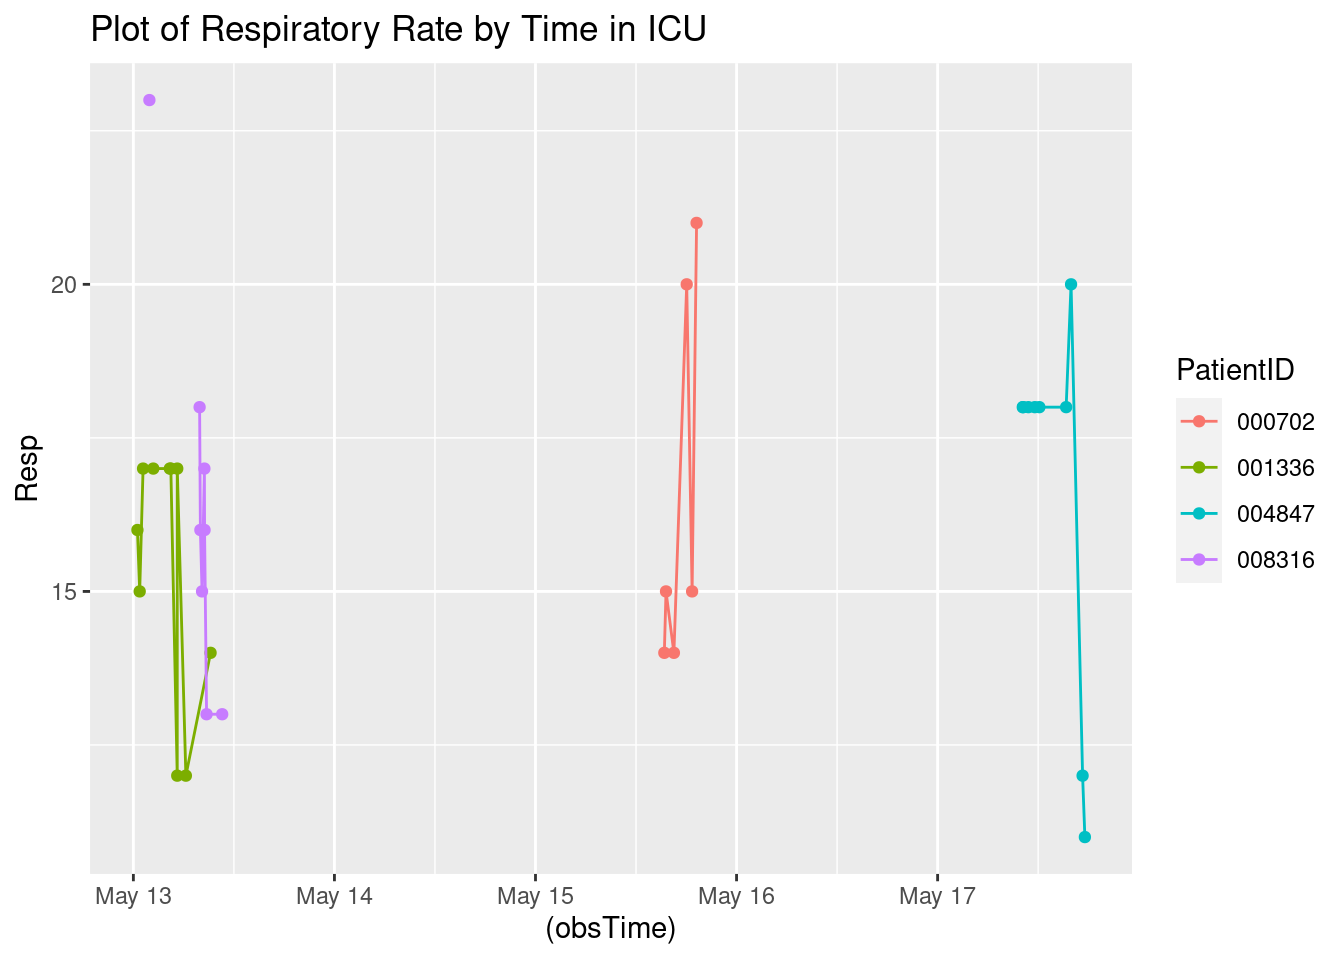 Plot of Respiratory Rate by Time in ICU
20
15
Resp
May 13
May 14
May 15
May 16
May 17
(obsTime)
PatientID
000702
001336
004847
008316